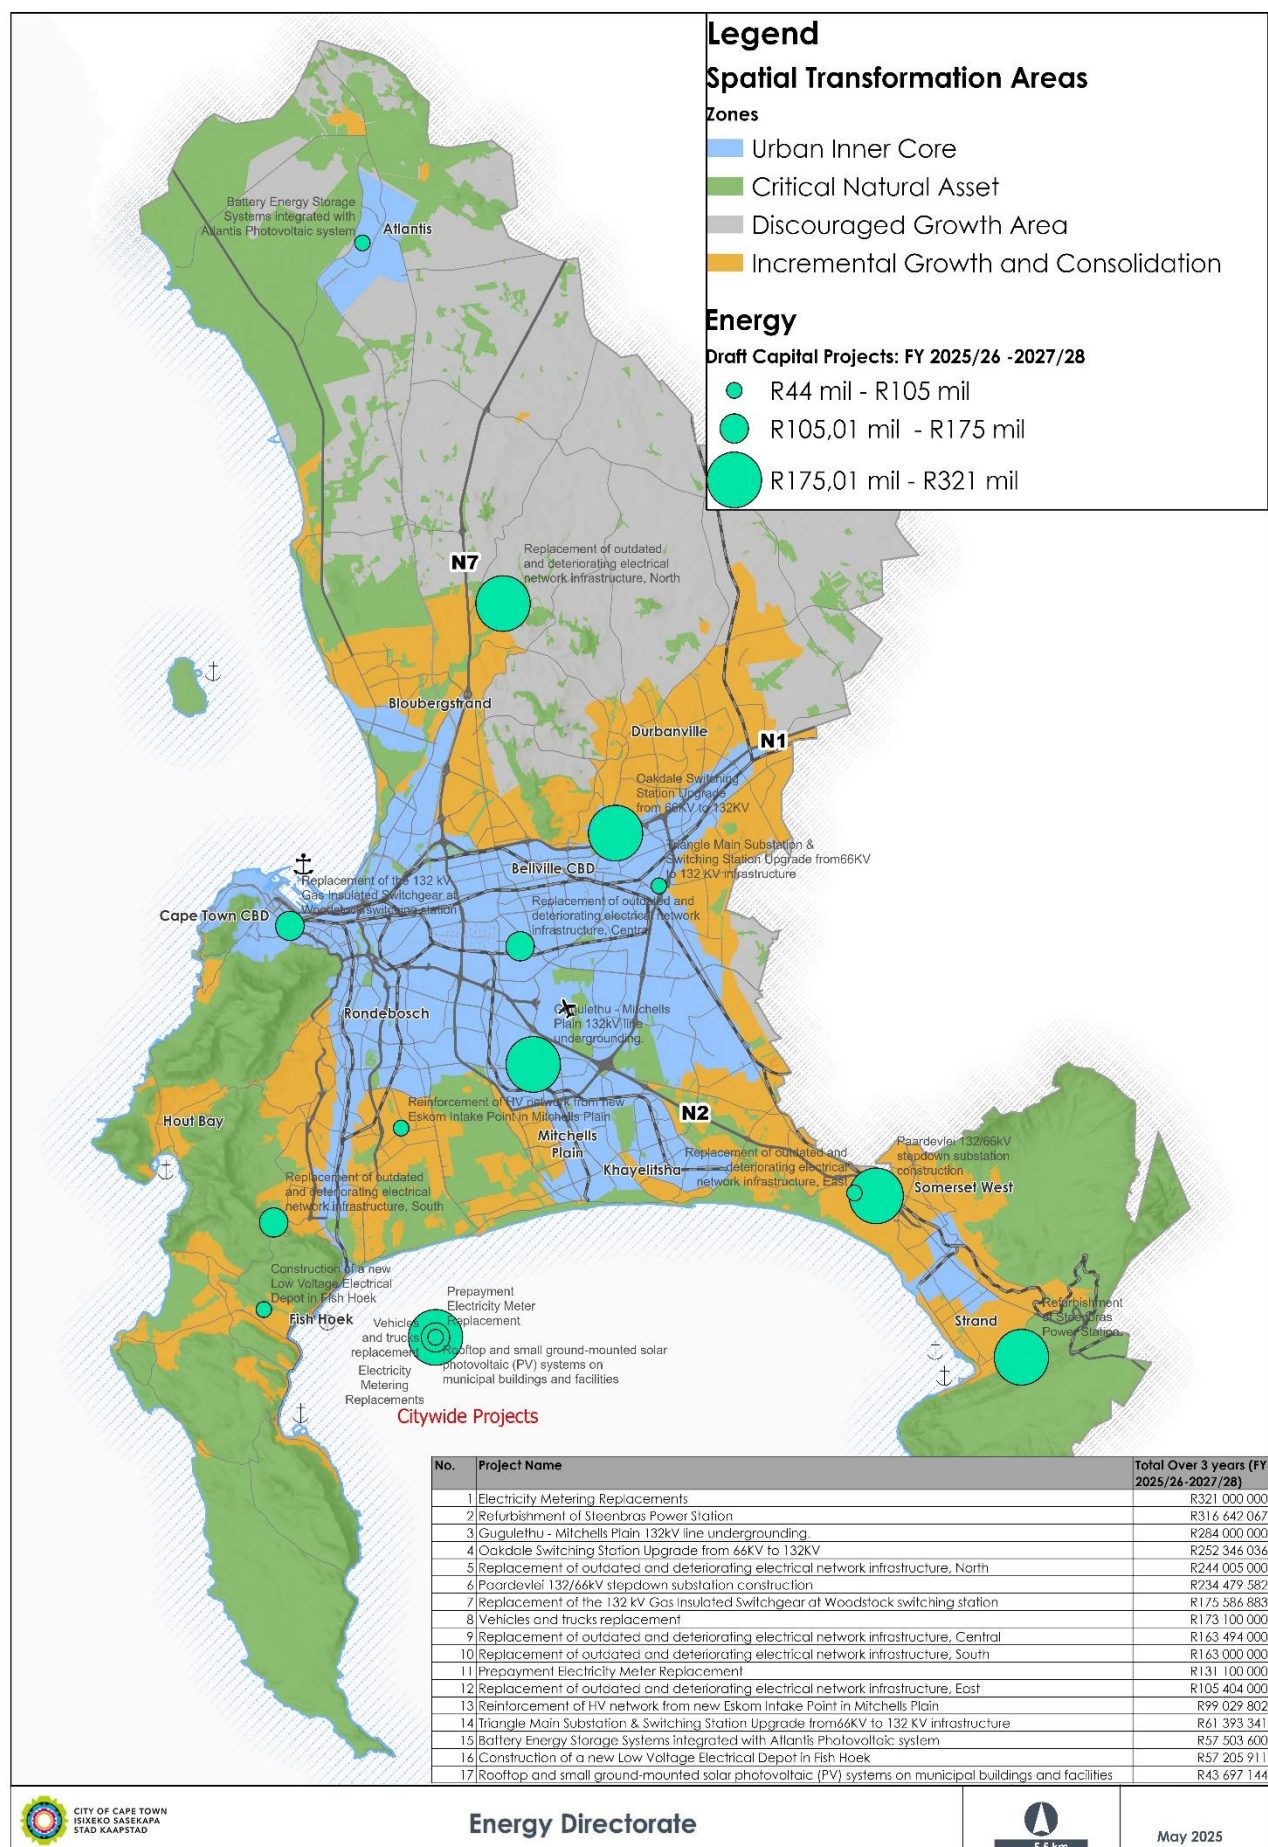 Legend
Spatial Transformation Areas
Zones
Urban Inner Core
Critical Natural Asset
Discouraged Growth Area
Incremental Growth and Consolidation
Energy
Draft Capital Projects: FY 2025/26 -2027/28
R44 mil - R105 mil
R105,01 mil - R175 mil
R175,01 mil - R321 mil
Battery Energy Storage
Systems integrated with
Atlantis Photovoltaic system
Atlantis
N7
Replacement of outdated
and deteriorating electrical
network infrastructure, North
Bloubergstrand
Durbanville
N1
Oakdale Switching
Station Upgrade
from 66KV to 132KV
Triangle Main Substation &
Switching Station Upgrade from66KV
to 132 KV infrastructure
Bellville CBD
Replacement of the 132 kV
Gas Insulated Switchgear at
Woodstock switching station
Cape Town CBD
Replacement of outdated and
deteriorating electrical network
infrastructure, Central
Rondebosch
Gugulethu - Mitchells
Plain 132kV line
undergrounding.
Reinforcement of HV network from new
Eskom Intake Point in Mitchells Plain
N2
Hout Bay
Mitchells
Plain
Khayelitsha
Replacement of outdated and
deteriorating electrical
network infrastructure, East
Paardevlei 132/66kV
stepdown substation
construction
Somerset West
Replacement of outdated
and deteriorating electrical
network infrastructure, South
Construction of a new
Low Voltage Electrical
Depot in Fish Hoek
Fish Hoek
Prepayment
Electricity Meter
Replacement
Vehicles
and trucks
replacement
Rooftop and small ground-mounted solar
photovoltaic (PV) systems on
municipal buildings and facilities
Electricity
Metering
Replacements
Citywide Projects
Strand
Refurbishment
of Steenbras
Power Station
No. Project Name Total Over 3 years (FY
2025/26-2027/28)
1 Electricity Metering Replacements R321 000 000
2 Refurbishment of Steenbras Power Station R316 642 067
3 Gugulethu - Mitchells Plain 132kV line undergrounding. R284 000 000
4 Oakdale Switching Station Upgrade from 66KV to 132KV R252 346 036
5 Replacement of outdated and deteriorating electrical network infrastructure, North R244 005 000
6 Paardevlei 132/66kV stepdown substation construction R234 479 582
7 Replacement of the 132 kV Gas Insulated Switchgear at Woodstock switching station R175 586 883
8 Vehicles and trucks replacement R173 100 000
9 Replacement of outdated and deteriorating electrical network infrastructure, Central R163 494 000
10 Replacement of outdated and deteriorating electrical network infrastructure, South R163 000 000
11 Prepayment Electricity Meter Replacement R131 100 000
12 Replacement of outdated and deteriorating electrical network infrastructure, East R105 404 000
13 Reinforcement of HV network from new Eskom Intake Point in Mitchells Plain R99 029 802
14 Triangle Main Substation & Switching Station Upgrade from66KV to 132 KV infrastructure R61 393 341
15 Battery Energy Storage Systems integrated with Atlantis Photovoltaic system R57 503 600
16 Construction of a new Low Voltage Electrical Depot in Fish Hoek R57 205 911
17 Rooftop and small ground-mounted solar photovoltaic (PV) systems on municipal buildings and facilities R43 697 144
CITY OF CAPE TOWN
ISIXEKO SASEKAPA
STAD KAAPSTAD
Energy Directorate
5,5 km
May 2025